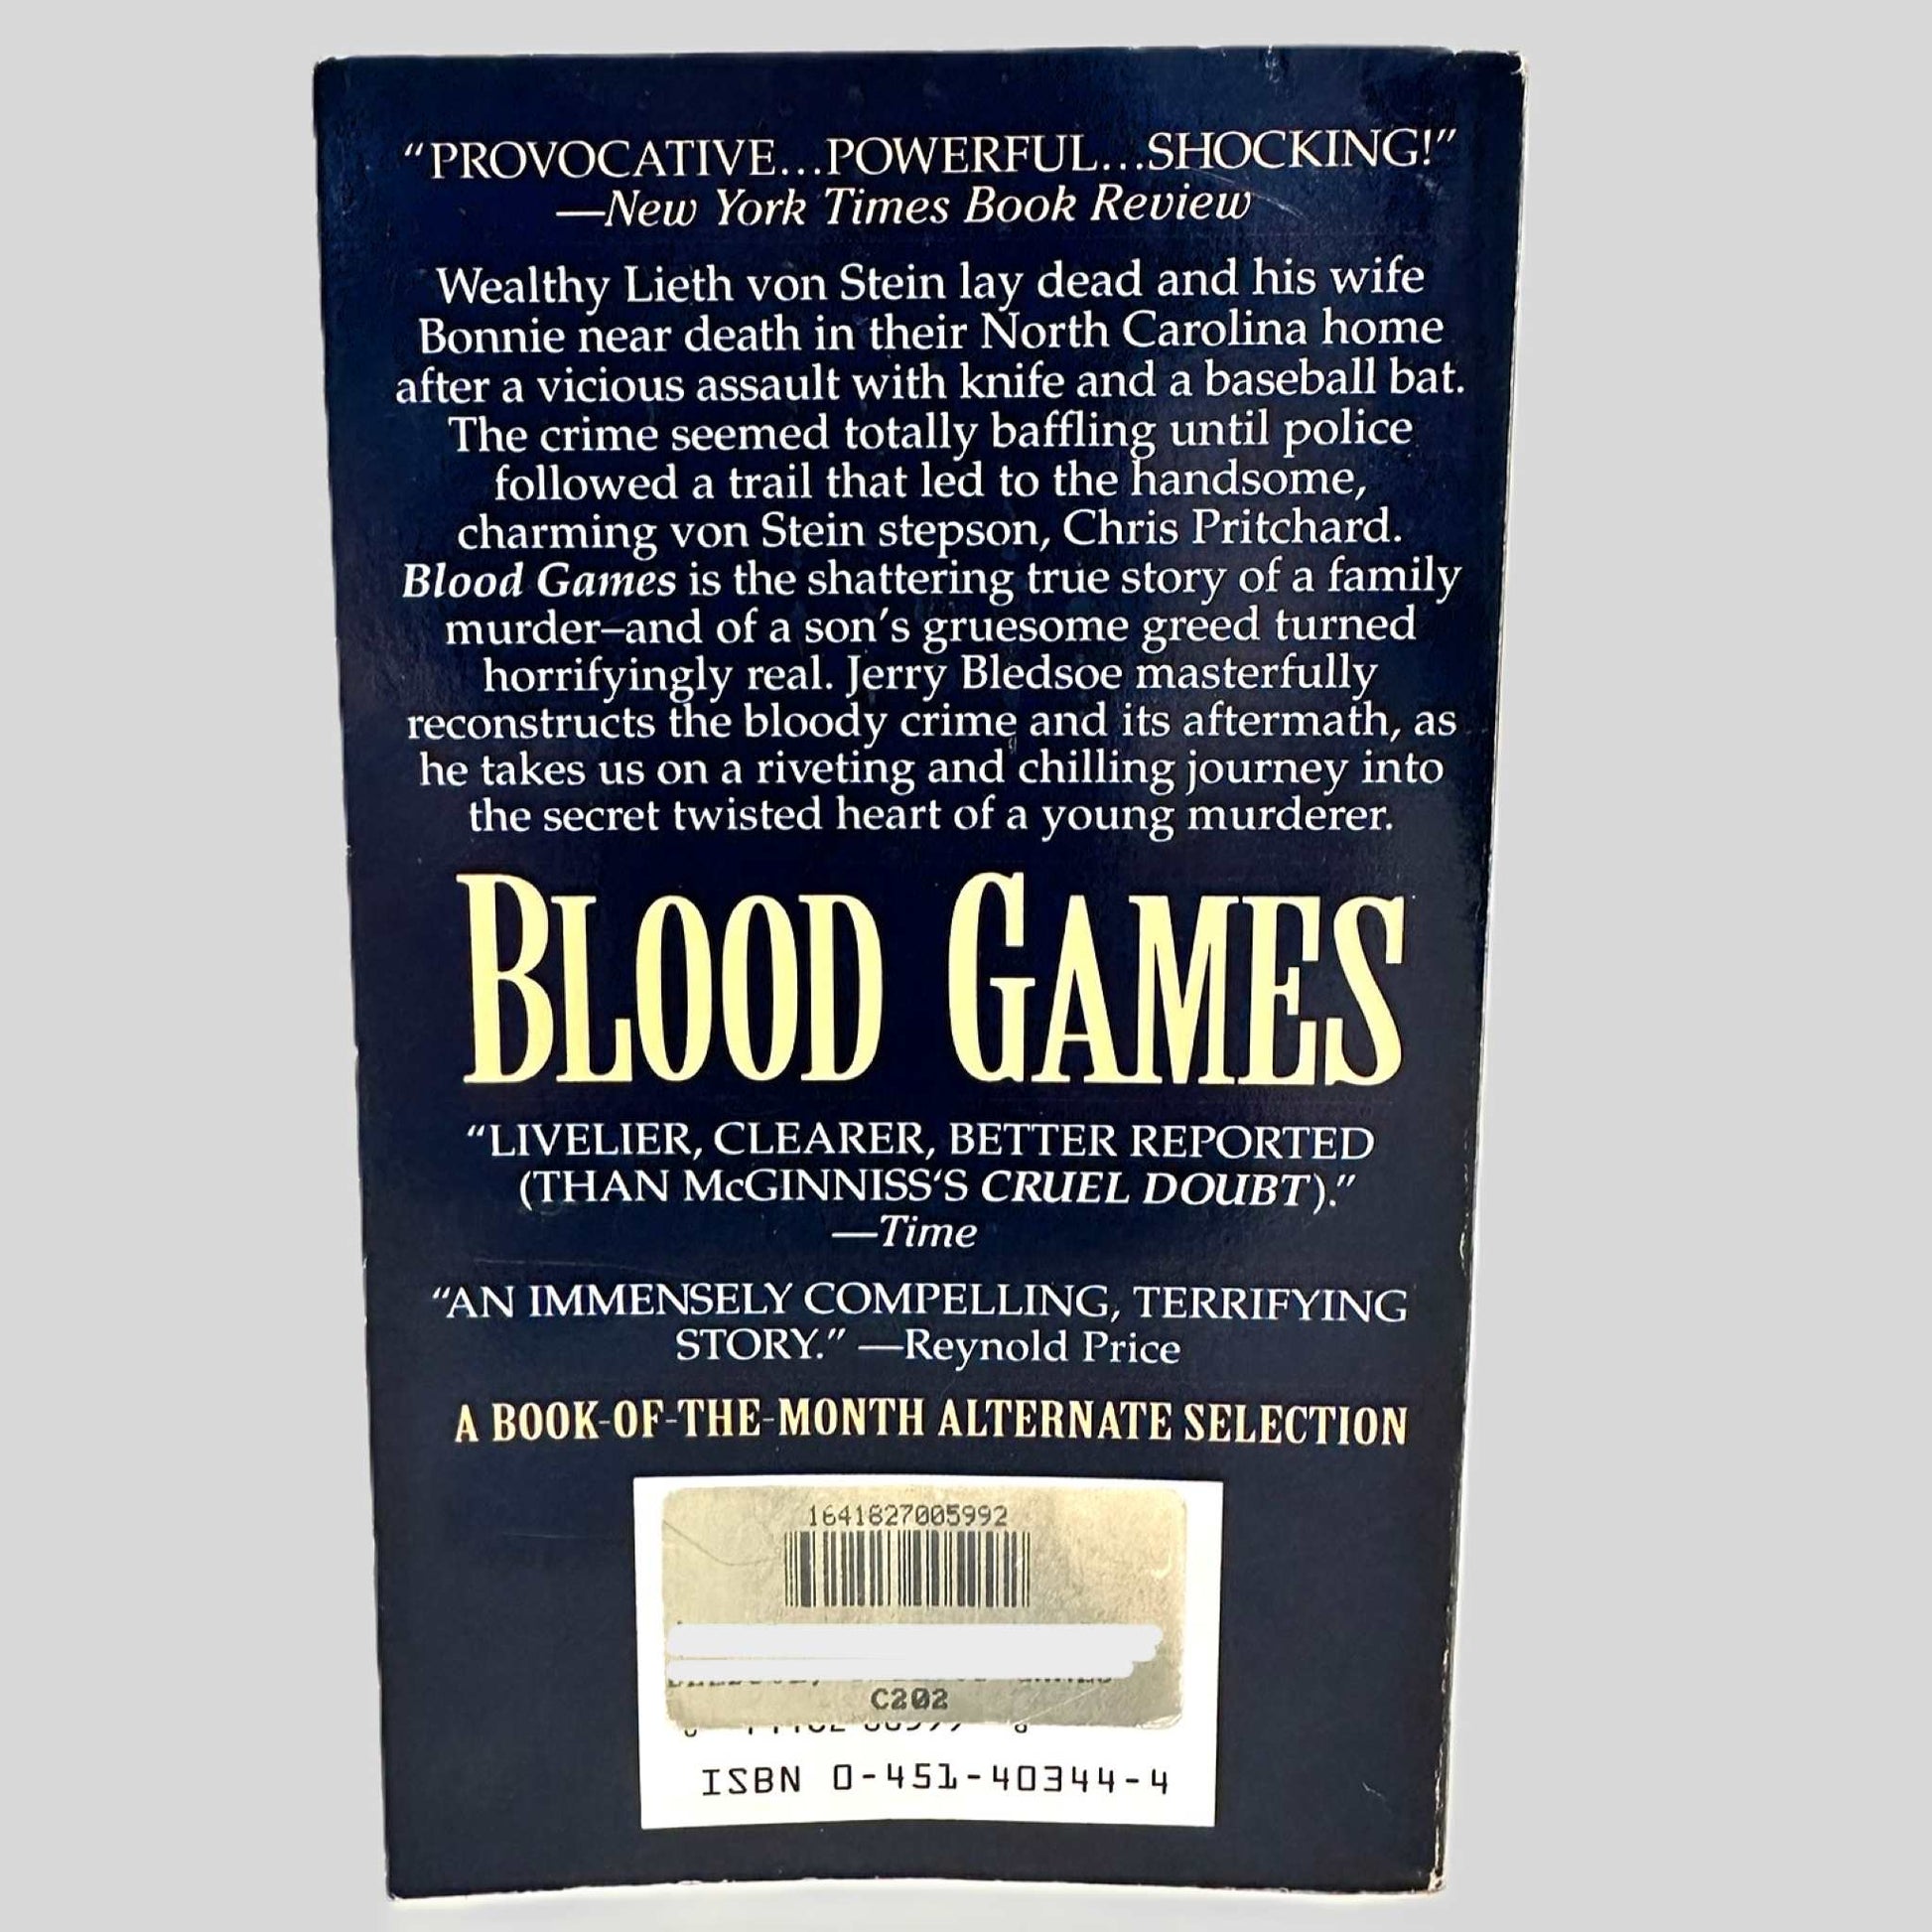 “PROVOCATIVE...POWERFUL...SHOCKING!”
—New York Times Book Review
Wealthy Lieth von Stein lay dead and his wife
Bonnie near death in their North Carolina home
after a vicious assault with knife and a baseball bat.
The crime seemed totally baffling until police
followed a trail that led to the handsome,
charming von Stein stepson, Chris Pritchard.
Blood Games is the shattering true story of a family
murder–and of a son’s gruesome greed turned
horrifyingly real. Jerry Bledsoe masterfully
reconstructs the bloody crime and its aftermath, as
he takes us on a riveting and chilling journey into
the secret twisted heart of a young murderer.
BLOOD GAMES
“LIVELIER, CLEARER, BETTER REPORTED
(THAN McGINNISS‘S CRUEL DOUBT).”
—Time
“AN IMMENSELY COMPELLING, TERRIFYING
STORY.” —Reynold Price
A BOOK-OF-THE-MONTH ALTERNATE SELECTION
1641827005992
C202
ISBN 0-451-40344-4